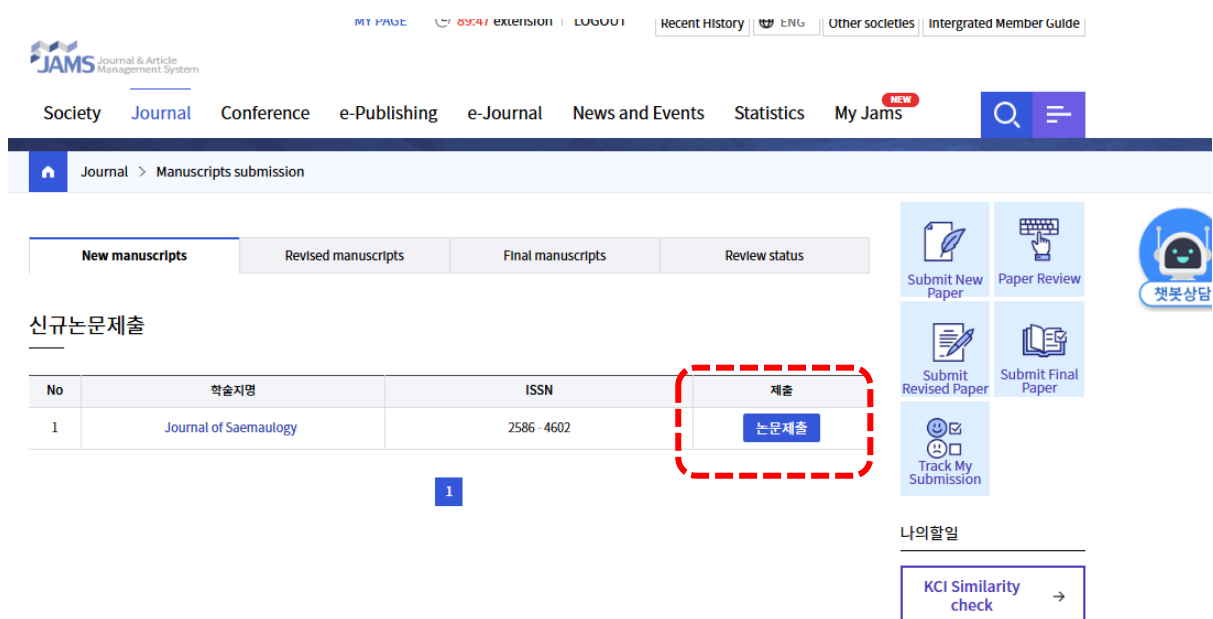 MY PAGE 89:47 extension LOGOUT Recent History ENG Other societies Intergrated Member Guide
JAMS Journal & Article
Management System
Society Journal Conference e-Publishing e-Journal News and Events Statistics My Jams NEW
Journal > Manuscripts submission
New manuscripts Revised manuscripts Final manuscripts Review status
Submit New
Paper
Paper Review
챗봇상담
신규논문제출
Submit
Revised Paper
Submit Final
Paper
No 학술지명 ISSN 제출
1 Journal of Saemaulogy 2586 - 4602 논문제출
Track My
Submission
1
나의할일
KCI Similarity
check →